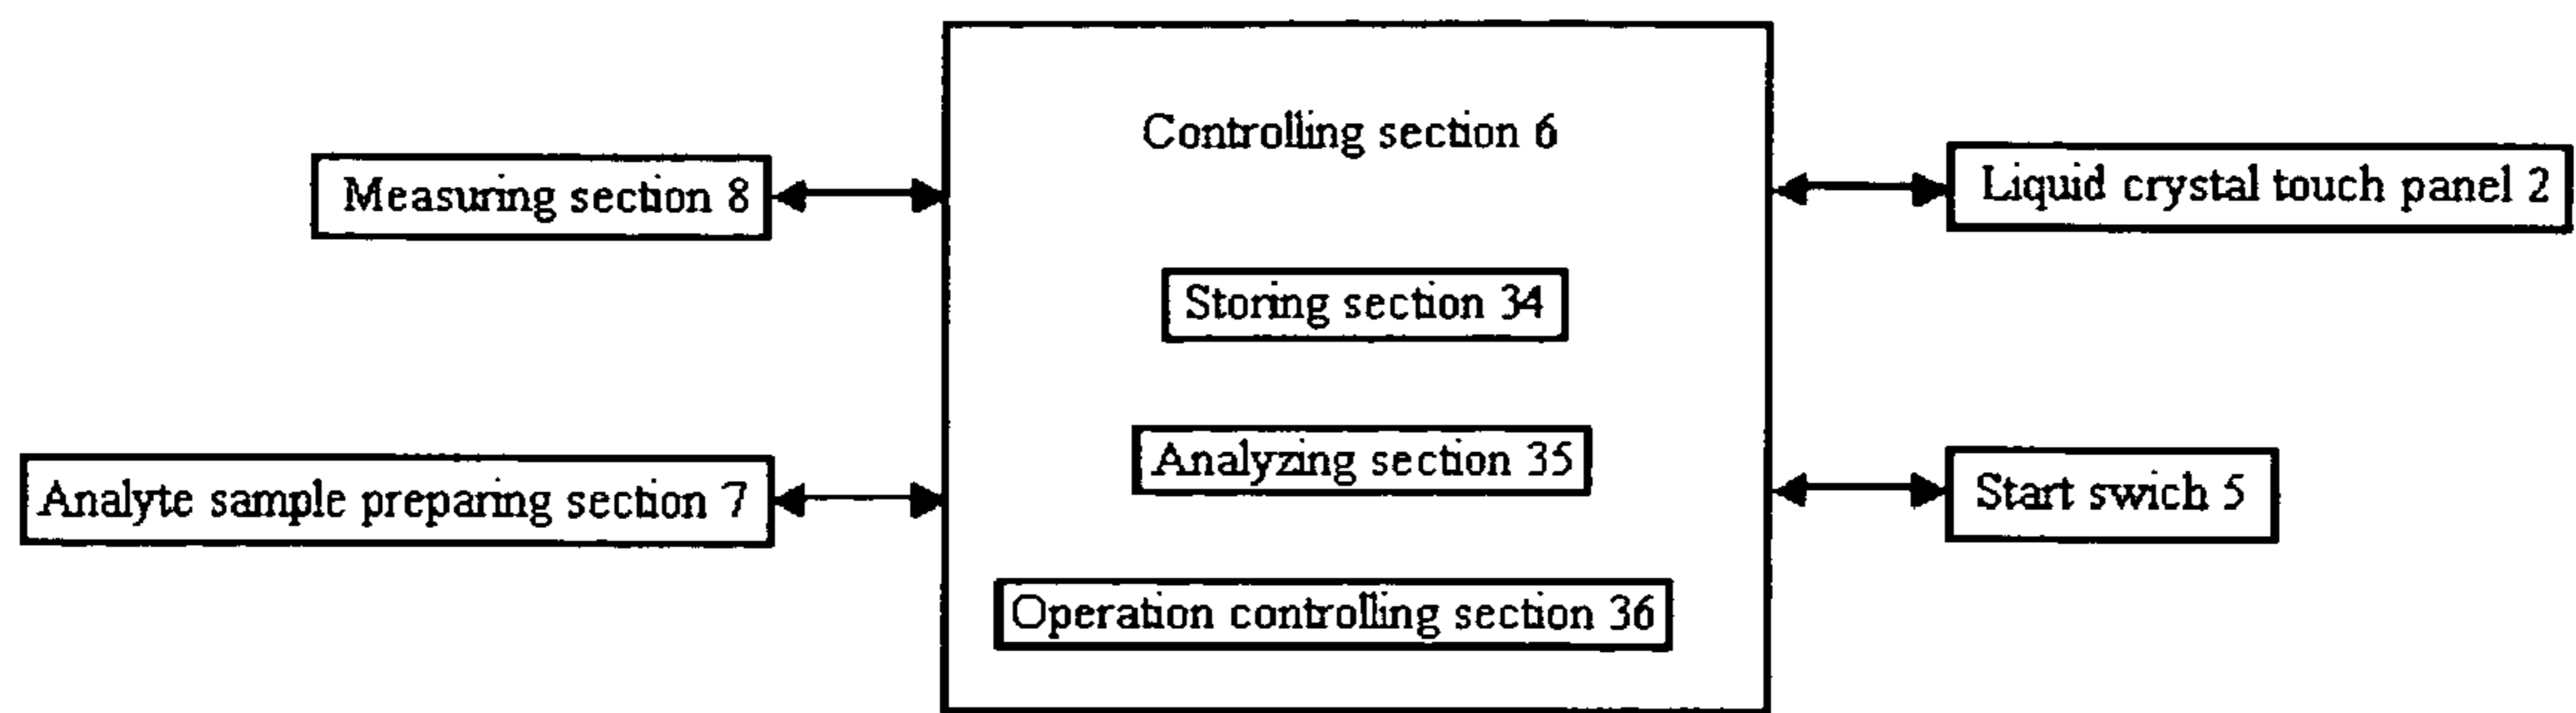 Controlling section 6
Measuring section 8
Liquid crystal touch panel 2
Storing section 34
Analyzing section 35
Analyte sample preparing section 7
Start swich 5
Operation controlling section 36